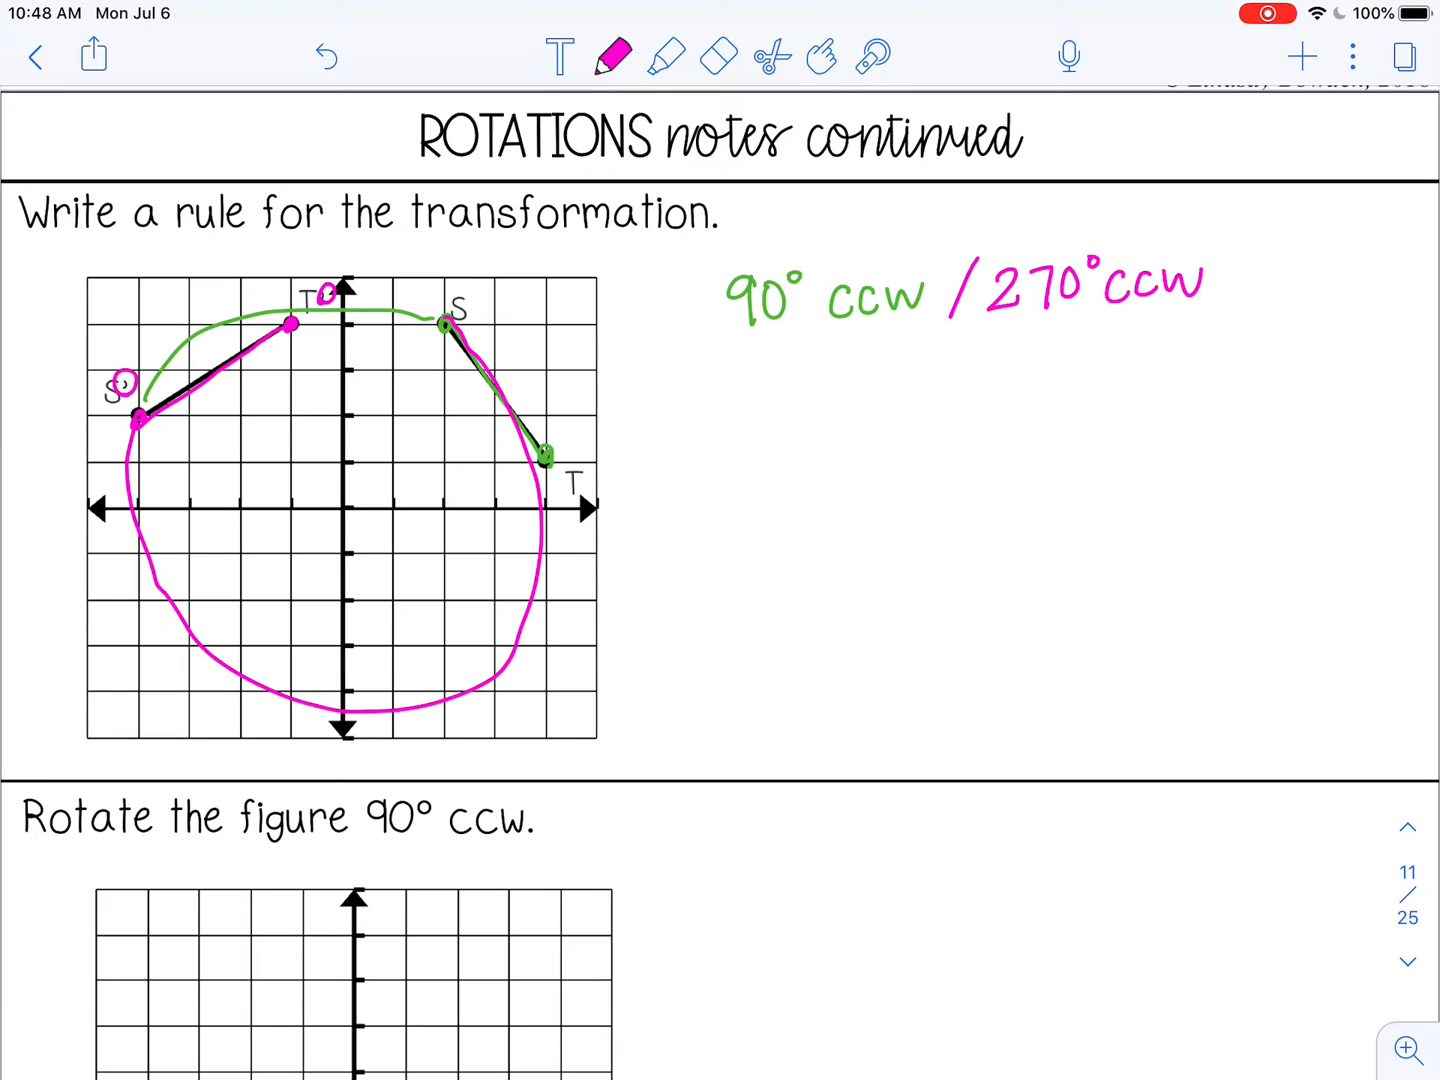 10:48 AM Mon Jul 6
100%
T
ROTATIONS notes continued
Write a rule for the transformation.
90° ccw / 270° ccw
T'
S
S'
T
Rotate the figure 90° ccw.
11
/
25